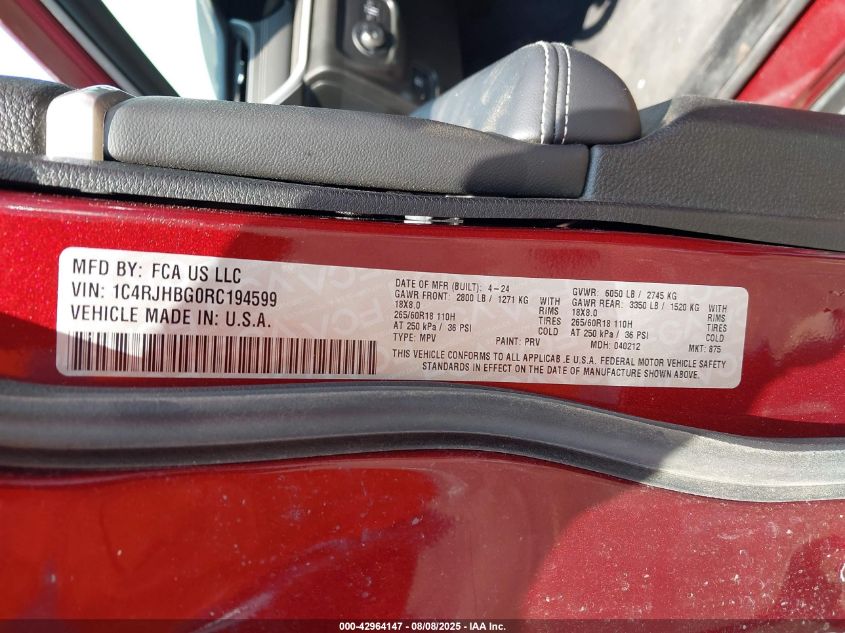 MFD BY: FCA US LLC
VIN: 1C4RJHBG0RC194599
VEHICLE MADE IN: U.S.A.
DATE OF MFR (BUILT): 4-24 GVWR: 6050 LB / 2745 KG
GAWR FRONT: 2800 LB / 1271 KG GAWR REAR: 3350 LB / 1520 KG
18X8.0 RIMS 18X8.0 RIMS
265/60R18 110H TIRES 265/60R18 110H TIRES
AT 250 kPa / 36 PSI COLD AT 250 kPa / 36 PSI COLD
TYPE: MPV PAINT: PRV MDH: 040212 MKT: 875
THIS VEHICLE CONFORMS TO ALL APPLICAB.E U.S.A. FEDERAL MOTOR VEHICLE SAFETY
STANDARDS IN EFFECT ON THE DATE OF MANUFACTURE SHOWN ABOVE.
000-42964147 - 08/08/2025 - IAA Inc.